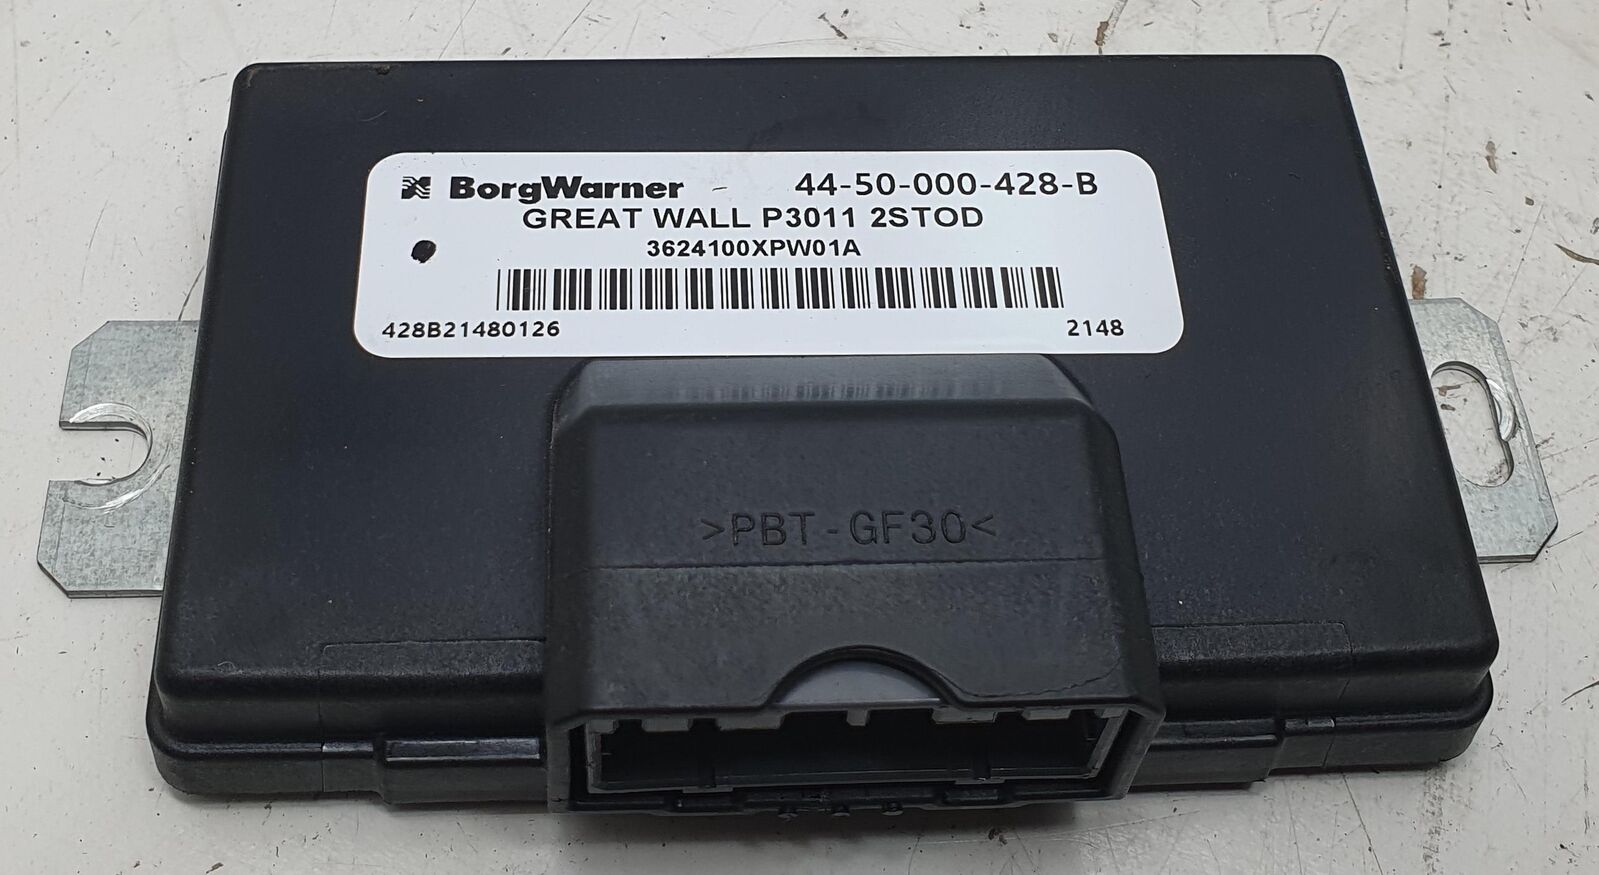 BorgWarner - 44-50-000-428-B
GREAT WALL P3011 2STOD
3624100XPW01A
428B21480126 2148
>PBT-GF30<